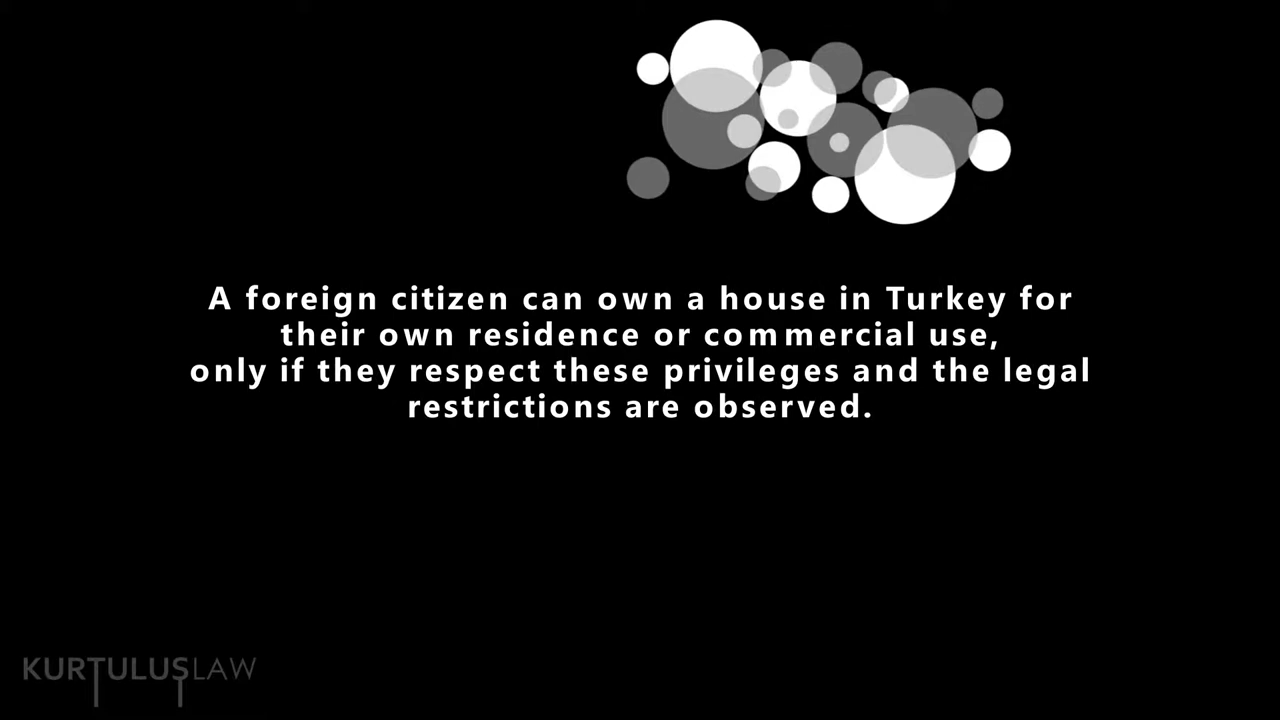 A foreign citizen can own a house in Turkey for
their own residence or commercial use,
only if they respect these privileges and the legal
restrictions are observed.
KURTULUSLAW